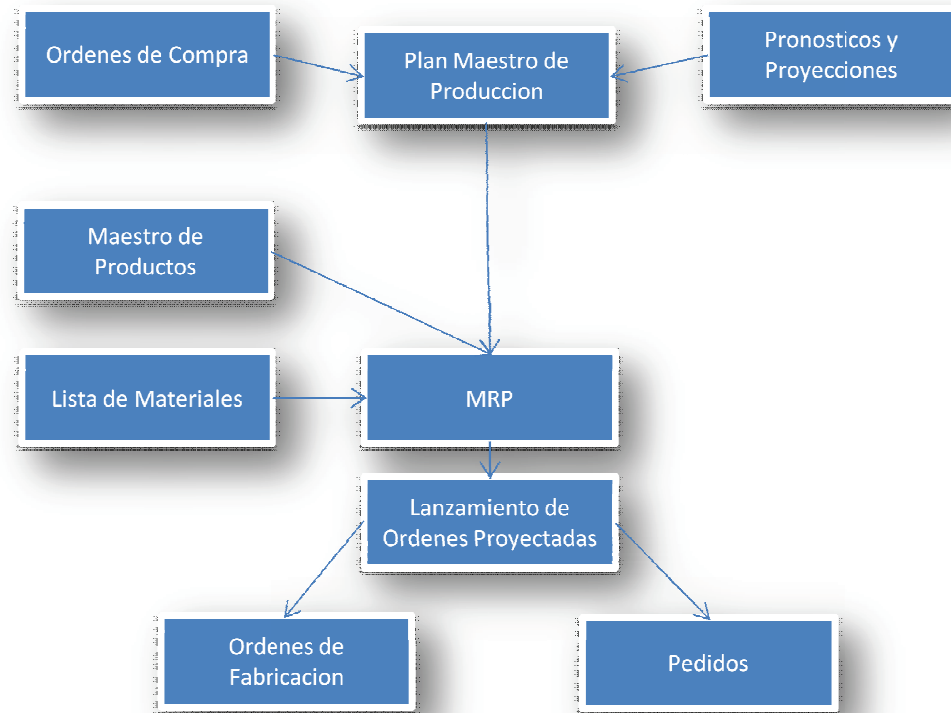 Ordenes de Compra
Plan Maestro de
Produccion
Pronosticos y
Proyecciones
Maestro de
Productos
Lista de Materiales
MRP
Lanzamiento de
Ordenes Proyectadas
Ordenes de
Fabricacion
Pedidos